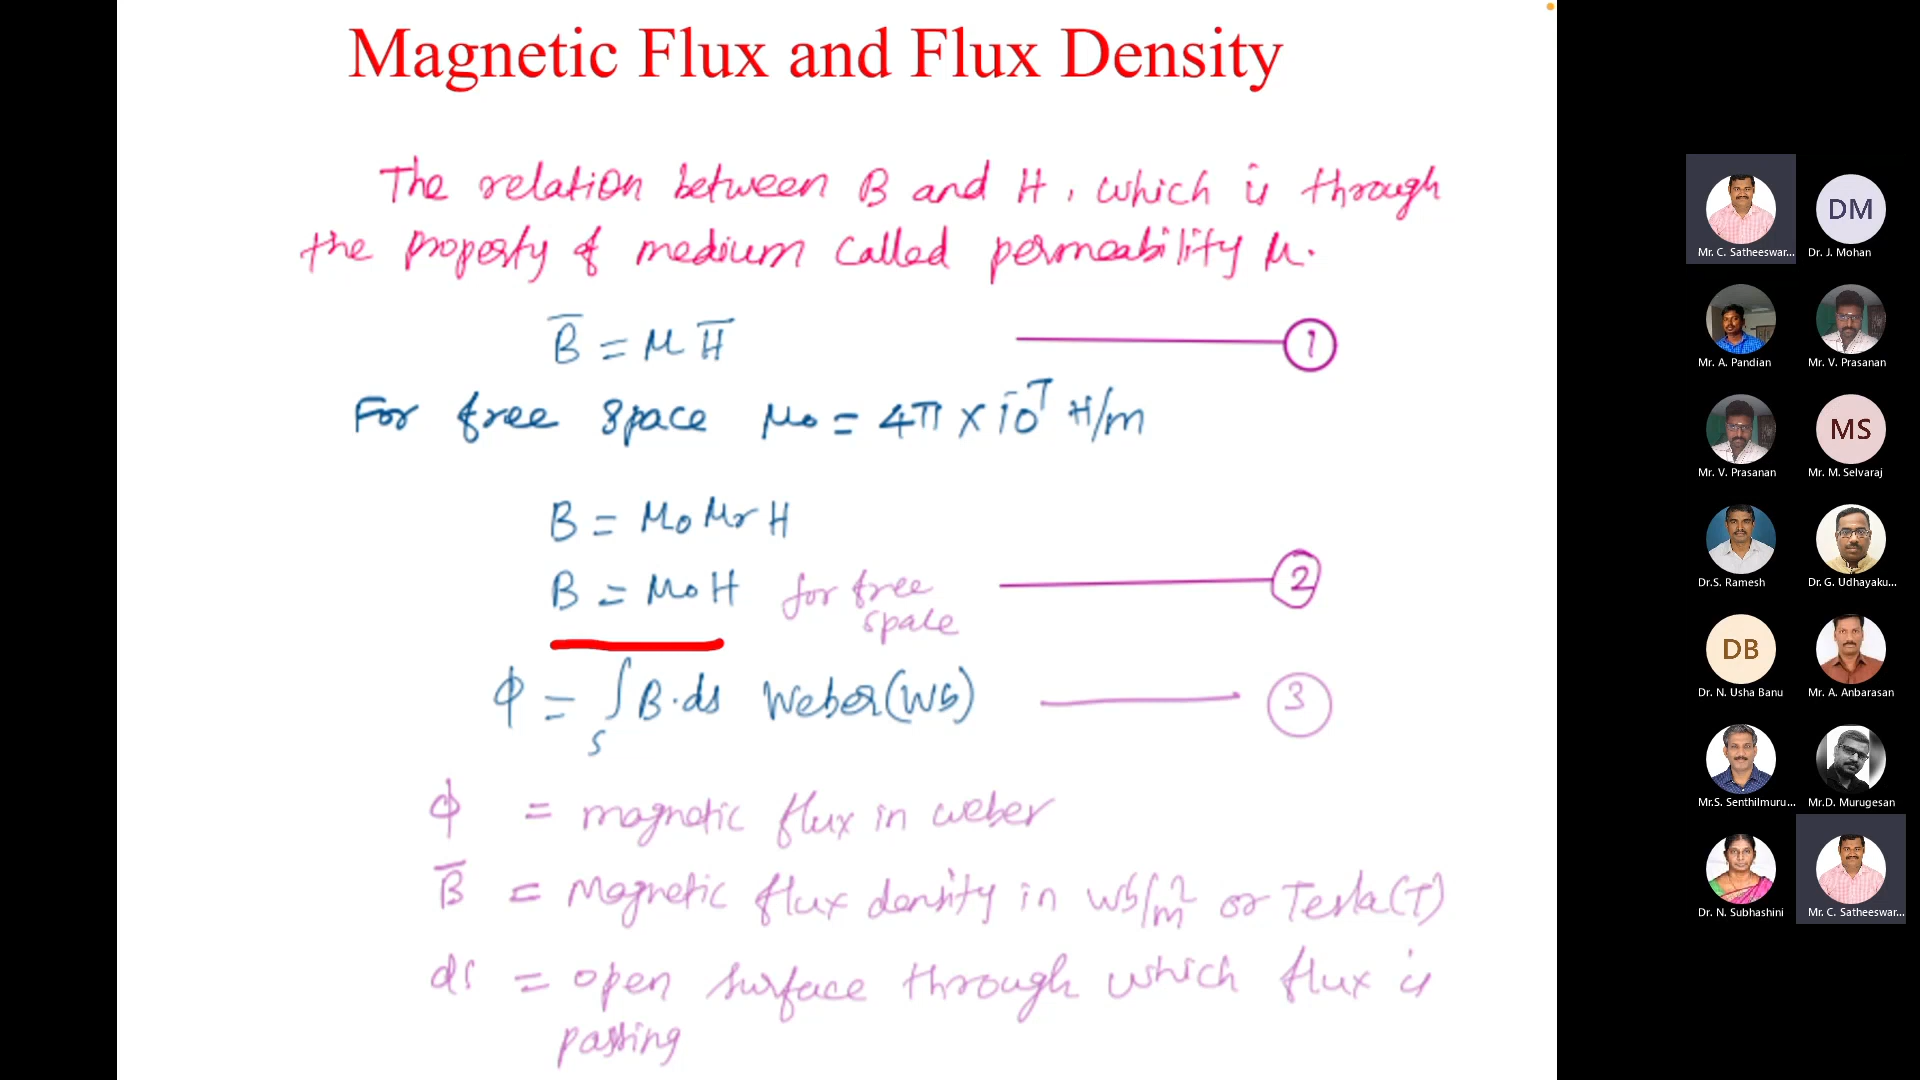 Magnetic Flux and Flux Density
The relation between B and H, which is through
the property of medium called permeability μ.
B̅ = μ H̅ ①
For free space μ₀ = 4π × 10⁻⁷ H/m
B = μ₀ μr H
B = μ₀ H for free space ②
ϕ = ∫s B·ds Weber(Wb) ③
ϕ = magnetic flux in weber
B̅ = Magnetic flux density in wb/m² or Tesla(T)
ds = open surface through which flux is
passing
Mr. C. Satheeswar...
DM
Dr. J. Mohan
Mr. A. Pandian
Mr. V. Prasanan
Mr. V. Prasanan
MS
Mr. M. Selvaraj
Dr.S. Ramesh
Dr. G. Udhayaku...
DB
Dr. N. Usha Banu
Mr. A. Anbarasan
Mr.S. Senthilmuru...
Mr.D. Murugesan
Dr. N. Subhashini
Mr. C. Satheeswar...